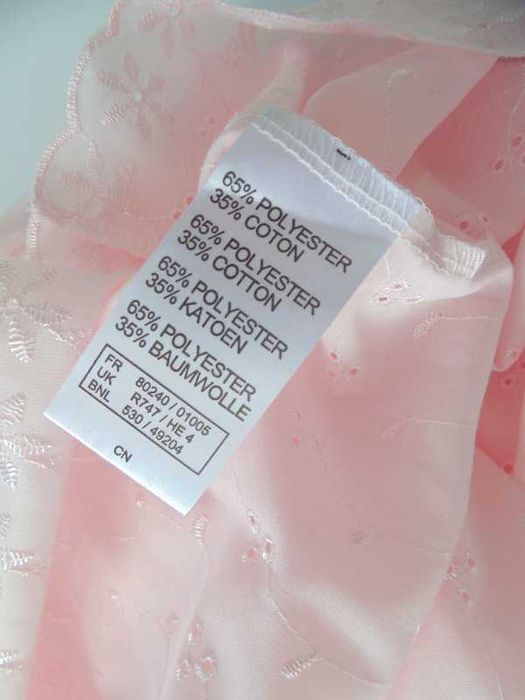 65% POLYESTER
35% COTON
65% POLYESTER
35% COTTON
65% POLYESTER
35% KATOEN
65% POLYESTER
35% BAUMWOLLE
FR 80240 / 01005
UK R747 / HE 4
BNL 530 / 49204
CN